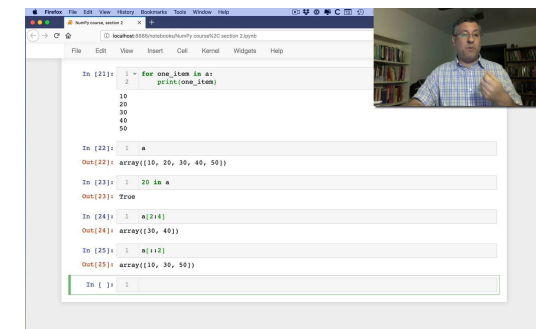 Firefox File Edit View History Bookmarks Tools Window Help
NumPy course, section 2
localhost:8888/notebooks/NumPy course%2C section 2.ipynb
File Edit View Insert Cell Kernel Widgets Help
In [21]: 1 for one_item in a:
2 print(one_item)
10
20
30
40
50
In [22]: 1 a
Out[22]: array([10, 20, 30, 40, 50])
In [23]: 1 20 in a
Out[23]: True
In [24]: 1 a[2:4]
Out[24]: array([30, 40])
In [25]: 1 a[::2]
Out[25]: array([10, 30, 50])
In [ ]: 1